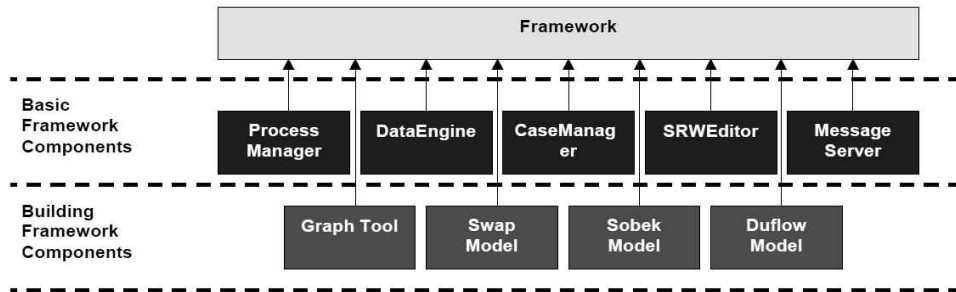 Framework
Basic
Framework
Components
Process
Manager
DataEngine
CaseManag
er
SRWEditor
Message
Server
Building
Framework
Components
Graph Tool
Swap
Model
Sobek
Model
Duflow
Model